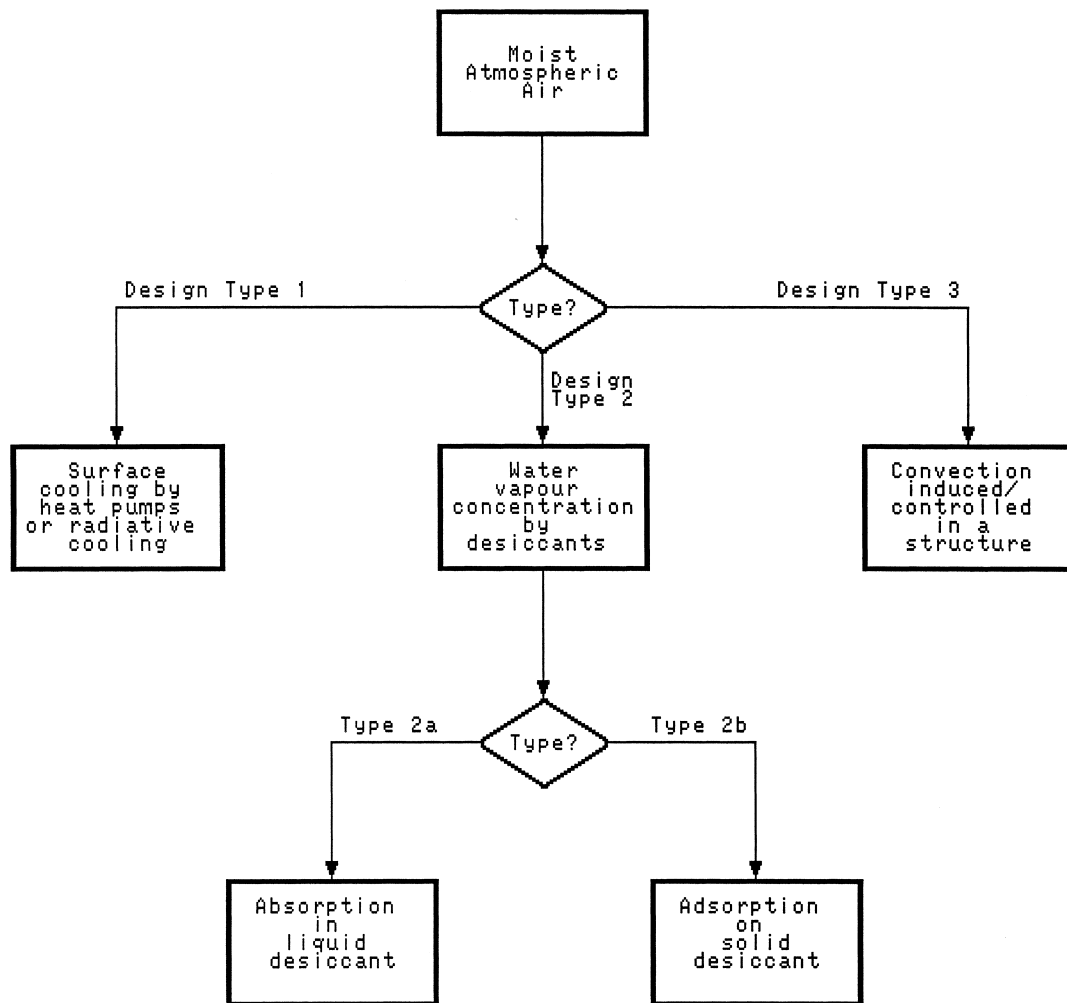 Moist
Atmospheric
Air
Design Type 1
Type?
Design Type 3
Design
Type 2
Surface
cooling by
heat pumps
or radiative
cooling
Water
vapour
concentration
by
desiccants
Convection
induced/
controlled
in a
structure
Type 2a
Type?
Type 2b
Absorption
in
liquid
desiccant
Adsorption
on
solid
desiccant